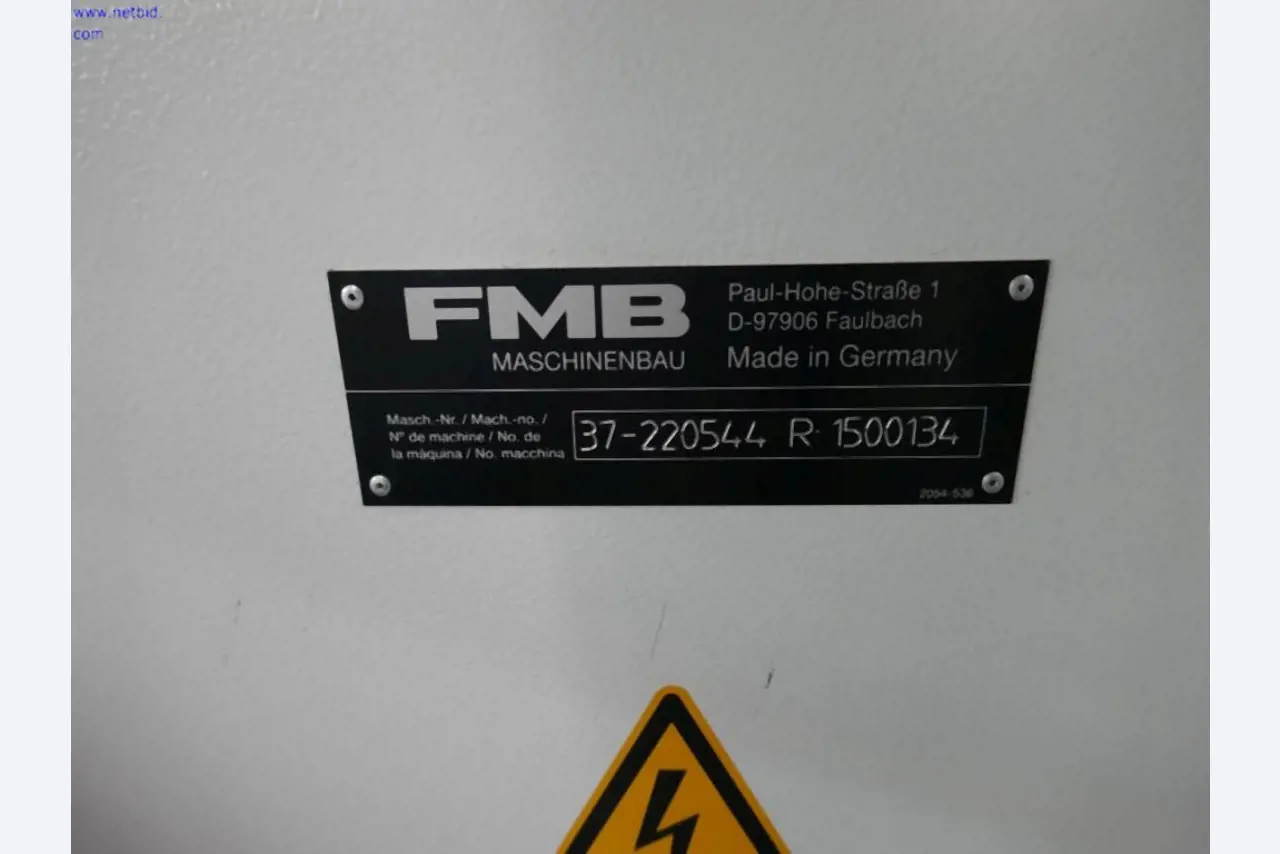 www.netbid.
com
FMB
MASCHINENBAU
Paul-Hohe-Straße 1
D-97906 Faulbach
Made in Germany
Masch.-Nr. / Mach.-no. /
N° de machine / No. de
la máquina / No. macchina
37-220544 R 1500134
2054-536